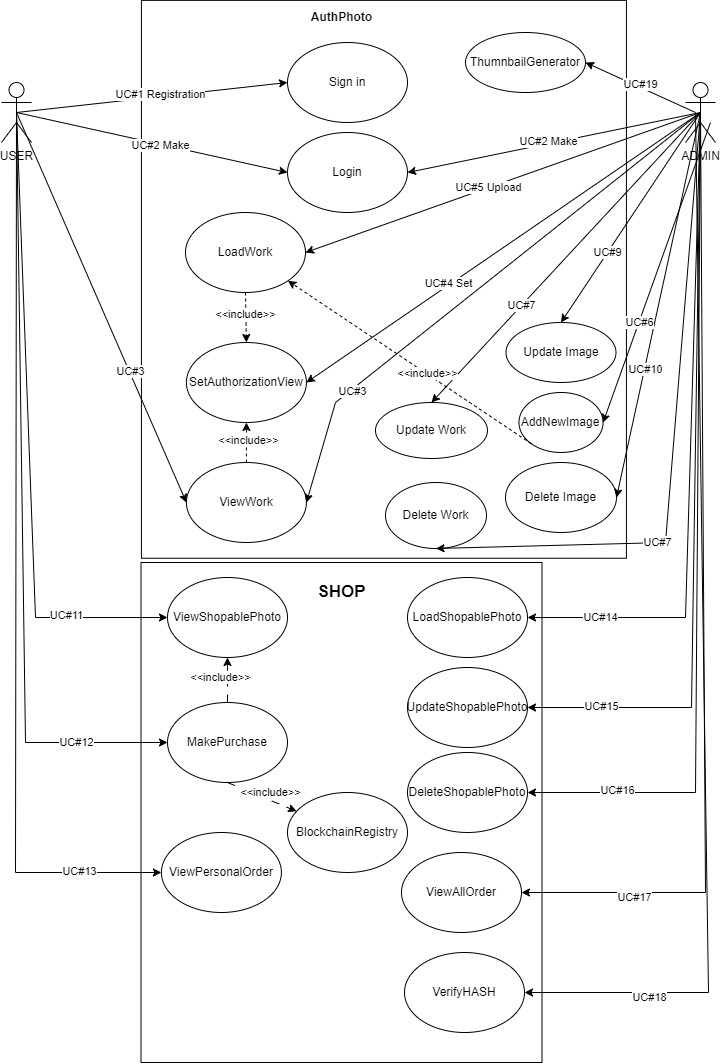 AuthPhoto
Sign in
ThumnbailGenerator
UC#19
UC#1 Registration
USER
ADMIN
UC#2 Make
UC#2 Make
Login
UC#5 Upload
LoadWork
UC#9
UC#4 Set
<<include>>
UC#7
UC#6
Update Image
UC#3
<<include>>
UC#10
SetAuthorizationView
UC#3
AddNewImage
Update Work
<<include>>
ViewWork
Delete Image
Delete Work
UC#7
SHOP
UC#11
ViewShopablePhoto
LoadShopablePhoto
UC#14
<<include>>
UpdateShopablePhoto
UC#15
UC#12
MakePurchase
<<include>>
DeleteShopablePhoto
UC#16
BlockchainRegistry
UC#13
ViewPersonalOrder
ViewAllOrder
UC#17
VerifyHASH
UC#18